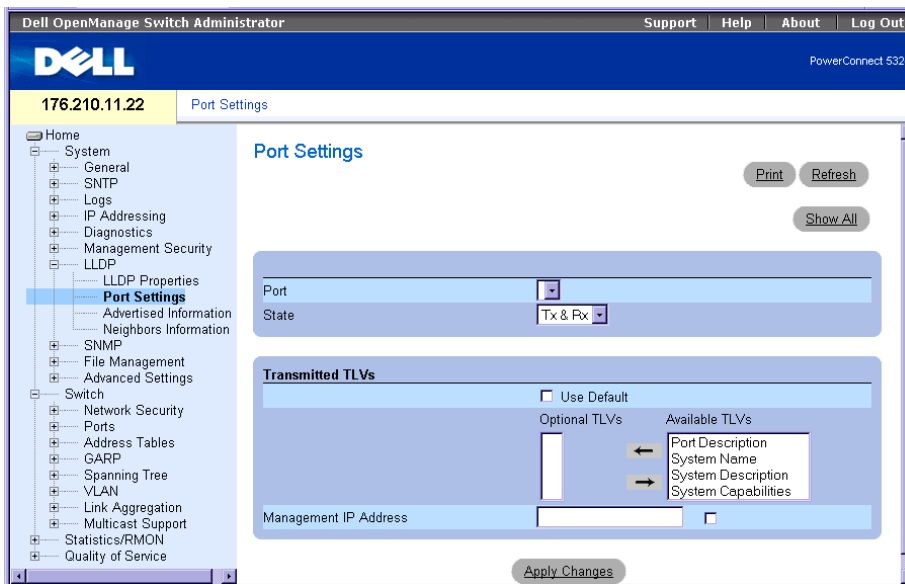 Dell OpenManage Switch Administrator
Support Help About Log Out
DELL
PowerConnect 532
176.210.11.22
Port Settings
Home
System
General
SNTP
Logs
IP Addressing
Diagnostics
Management Security
LLDP
LLDP Properties
Port Settings
Advertised Information
Neighbors Information
SNMP
File Management
Advanced Settings
Switch
Network Security
Ports
Address Tables
GARP
Spanning Tree
VLAN
Link Aggregation
Multicast Support
Statistics/RMON
Quality of Service
Port Settings
Print Refresh
Show All
Port
State Tx & Rx
Transmitted TLVs
Use Default
Optional TLVs Available TLVs
Port Description
System Name
System Description
System Capabilities
Management IP Address
Apply Changes